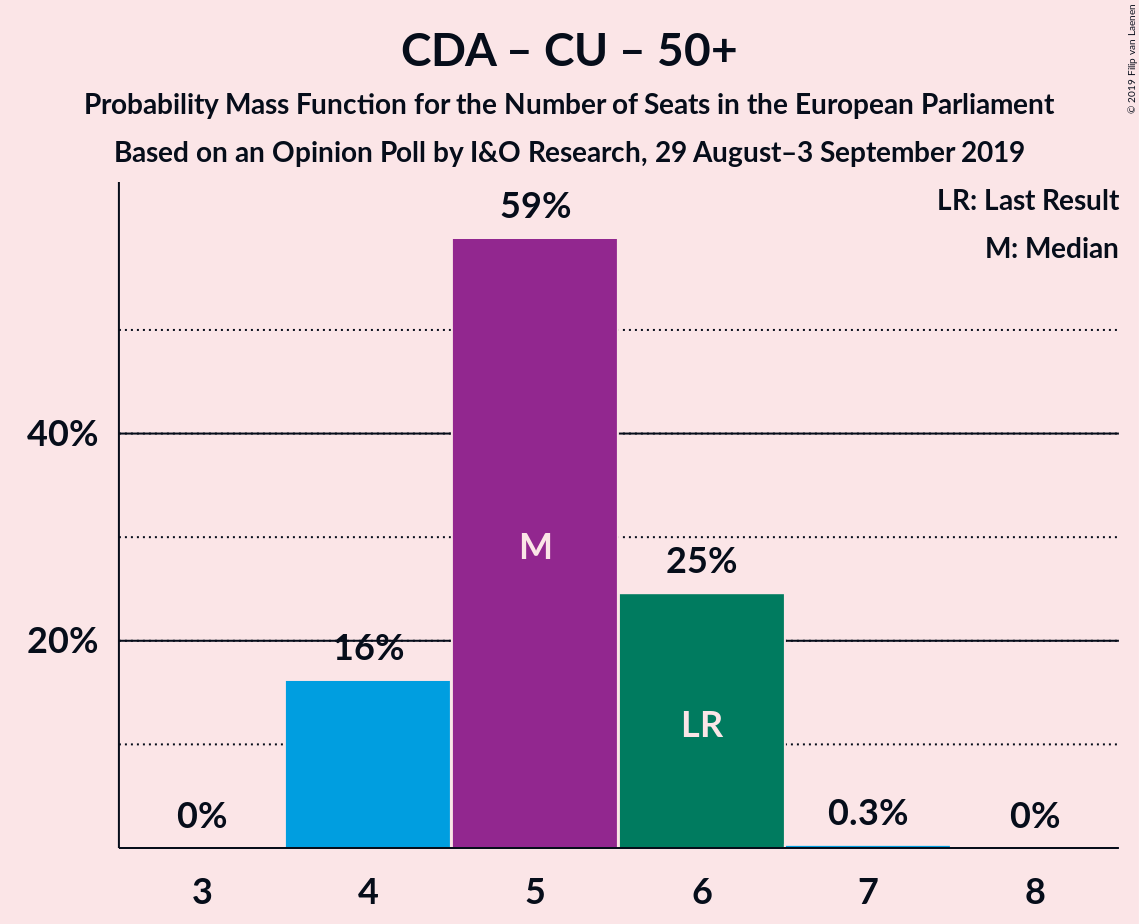 CDA – CU – 50+
Probability Mass Function for the Number of Seats in the European Parliament
Based on an Opinion Poll by I&O Research, 29 August–3 September 2019
© 2019 Filip van Laenen
LR: Last Result
M: Median
59%
40%
M
25%
20%
16%
LR
0%
0.3%
0%
3
4
5
6
7
8